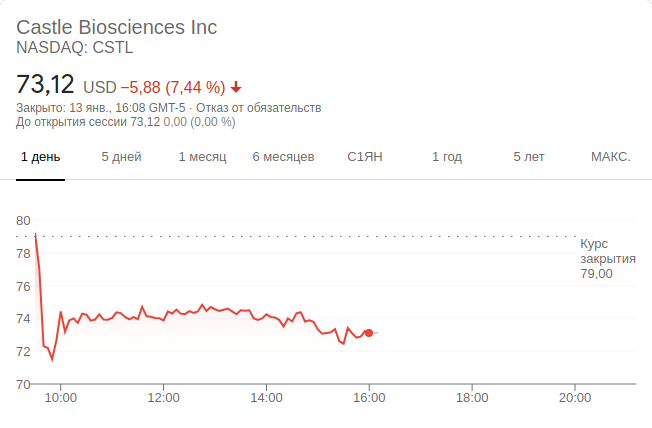 Castle Biosciences Inc
NASDAQ: CSTL
73,12 USD −5,88 (7,44 %)
Закрыто: 13 янв., 16:08 GMT-5 · Отказ от обязательств
До открытия сессии 73,12 0,00 (0,00 %)
1 день 5 дней 1 месяц 6 месяцев С1ЯН 1 год 5 лет МАКС.
80
Курс
закрытия
79,00
78
76
74
72
70
10:00 12:00 14:00 16:00 18:00 20:00